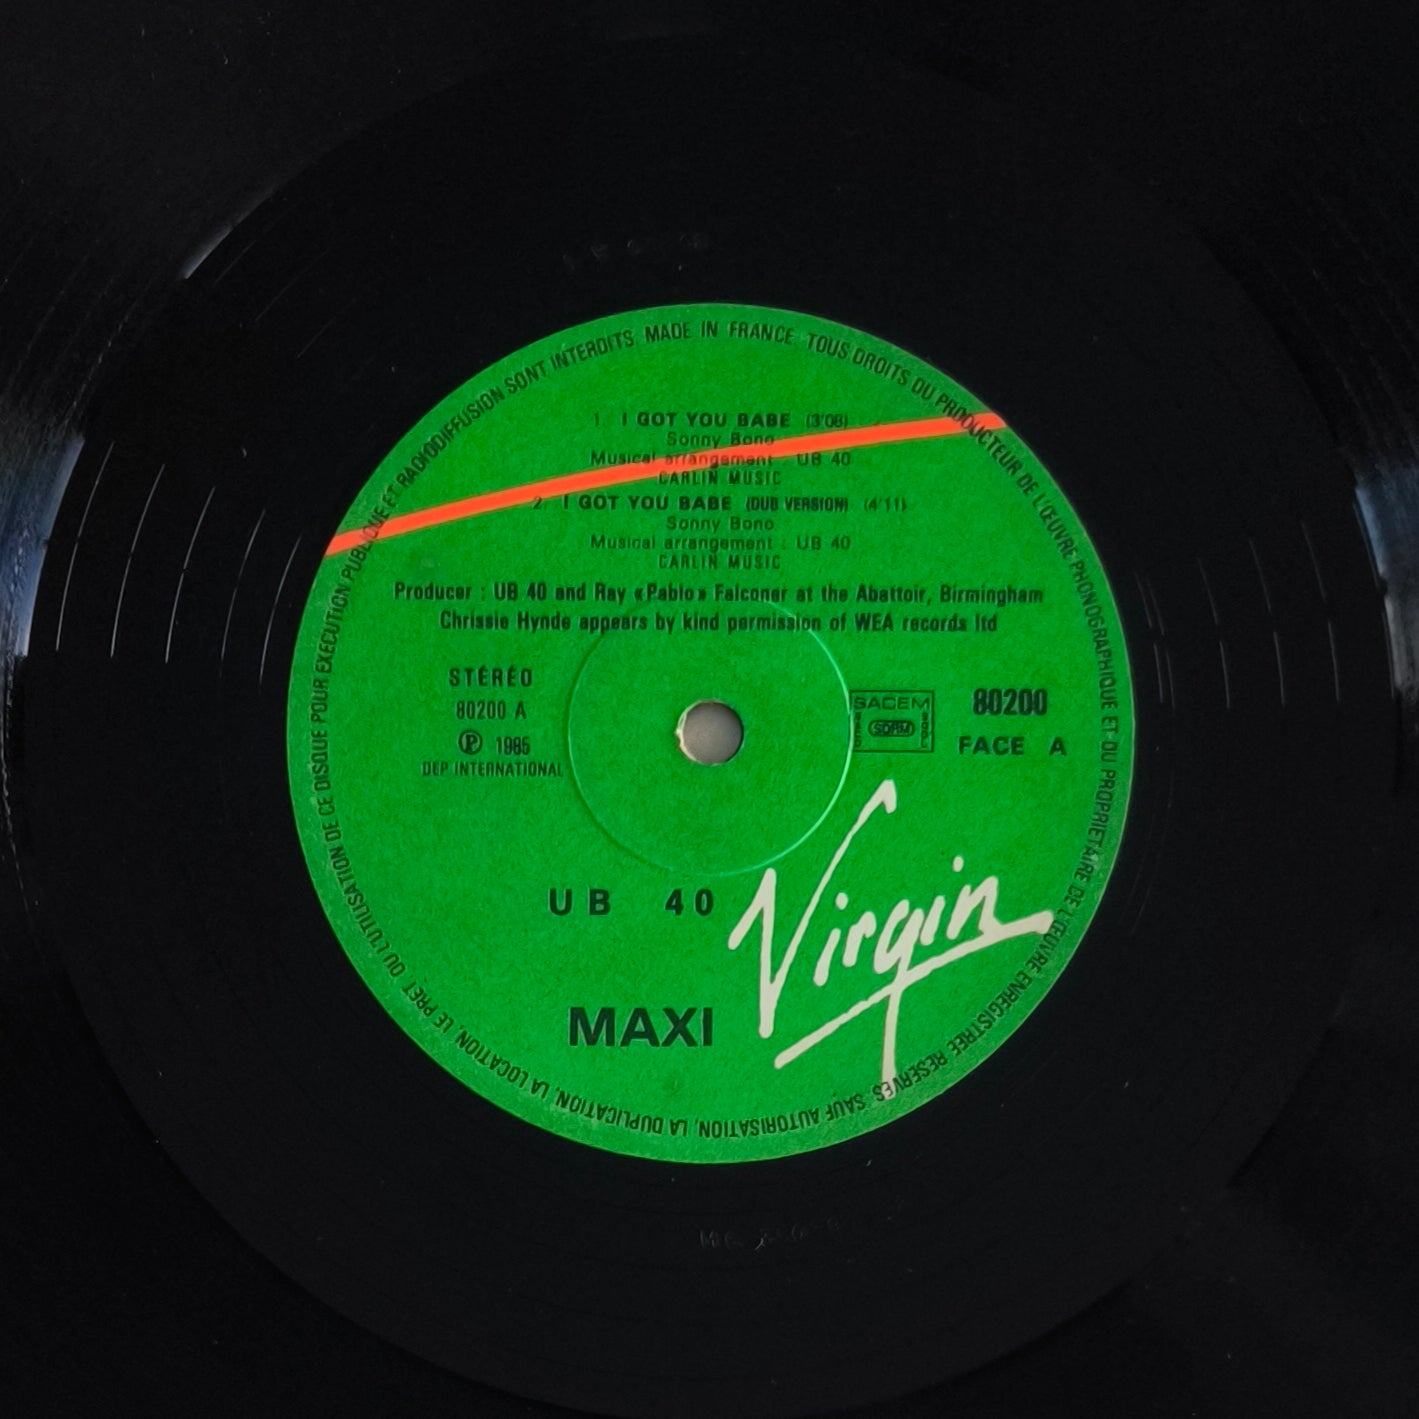 TOUS DROITS DU PRODUCTEUR DE L'ŒUVRE PHONOGRAPHIQUE ET DU PROPRIETAIRE DE L'ŒUVRE ENREGISTREE RESERVES. SAUF AUTORISATION, LA DUPLICATION, LA LOCATION, LE PRET OU L'UTILISATION DE CE DISQUE POUR EXECUTION PUBLIQUE ET RADIODIFFUSION SONT INTERDITS. MADE IN FRANCE
1. I GOT YOU BABE (3'08)
Sonny Bono
Musical arrangement : UB 40
CARLIN MUSIC
2. I GOT YOU BABE (DUB VERSION) (4'11)
Sonny Bono
Musical arrangement : UB 40
CARLIN MUSIC
Producer : UB 40 and Ray «Pablo» Falconer at the Abattoir, Birmingham
Chrissie Hynde appears by kind permission of WEA records ltd
STÉRÉO
80200 A
Ⓟ 1985
DEP INTERNATIONAL
SACEM
SDRM
80200
FACE A
UB 40
Virgin
MAXI